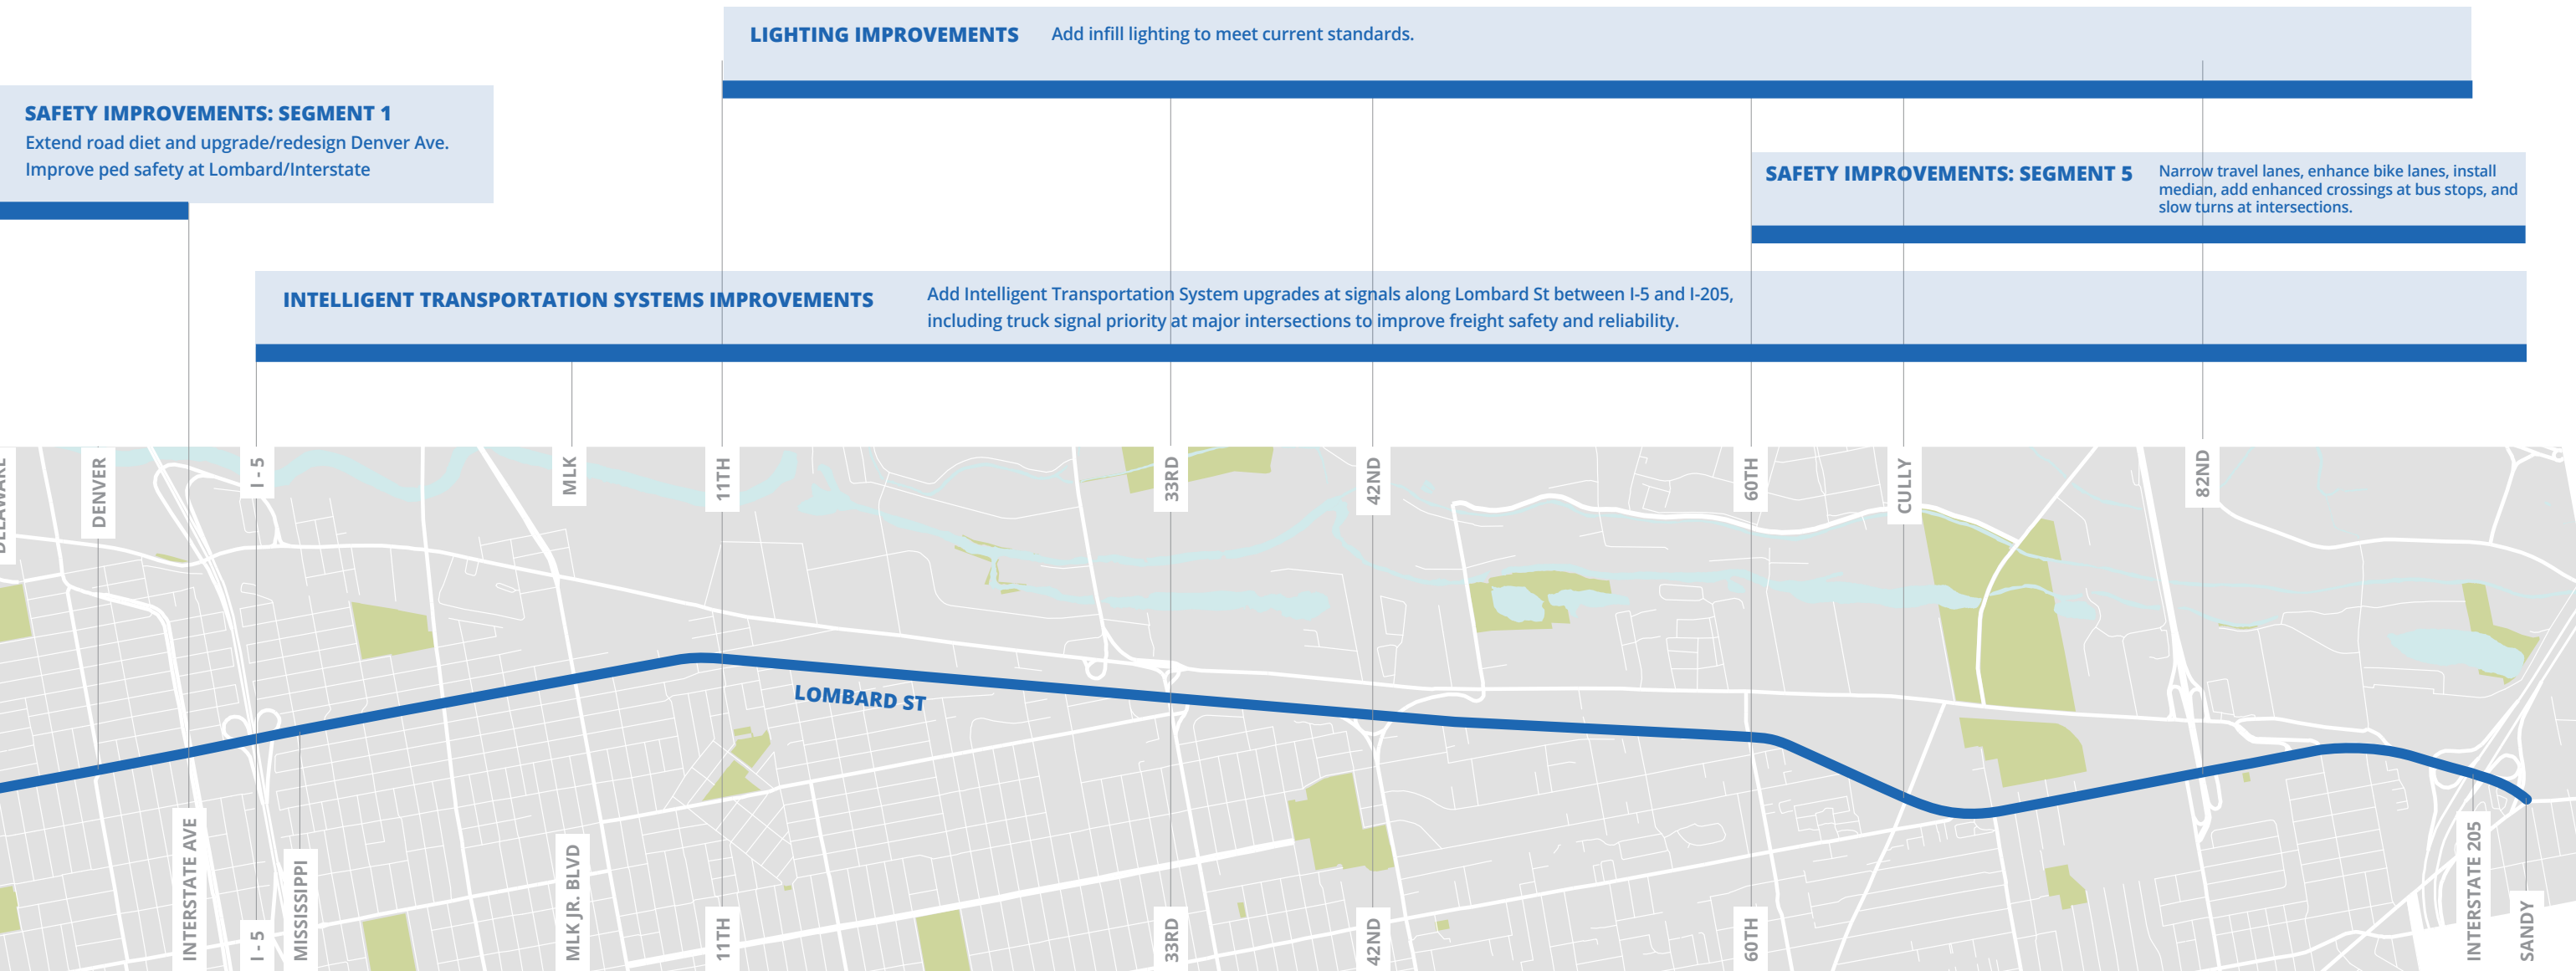 LIGHTING IMPROVEMENTS Add infill lighting to meet current standards.
SAFETY IMPROVEMENTS: SEGMENT 1
Extend road diet and upgrade/redesign Denver Ave.
Improve ped safety at Lombard/Interstate
SAFETY IMPROVEMENTS: SEGMENT 5
Narrow travel lanes, enhance bike lanes, install
median, add enhanced crossings at bus stops, and
slow turns at intersections.
INTELLIGENT TRANSPORTATION SYSTEMS IMPROVEMENTS
Add Intelligent Transportation System upgrades at signals along Lombard St between I-5 and I-205,
including truck signal priority at major intersections to improve freight safety and reliability.
DELAWARE
DENVER
I - 5
MLK
11TH
33RD
42ND
60TH
CULLY
82ND
LOMBARD ST
INTERSTATE AVE
I - 5
MISSISSIPPI
MLK JR. BLVD
11TH
33RD
42ND
60TH
INTERSTATE 205
SANDY